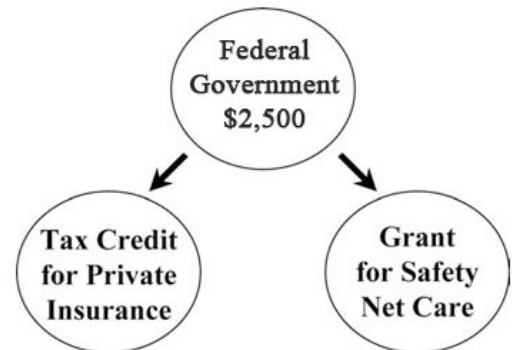 Federal
Government
$2,500
Tax Credit
for Private
Insurance
Grant
for Safety
Net Care